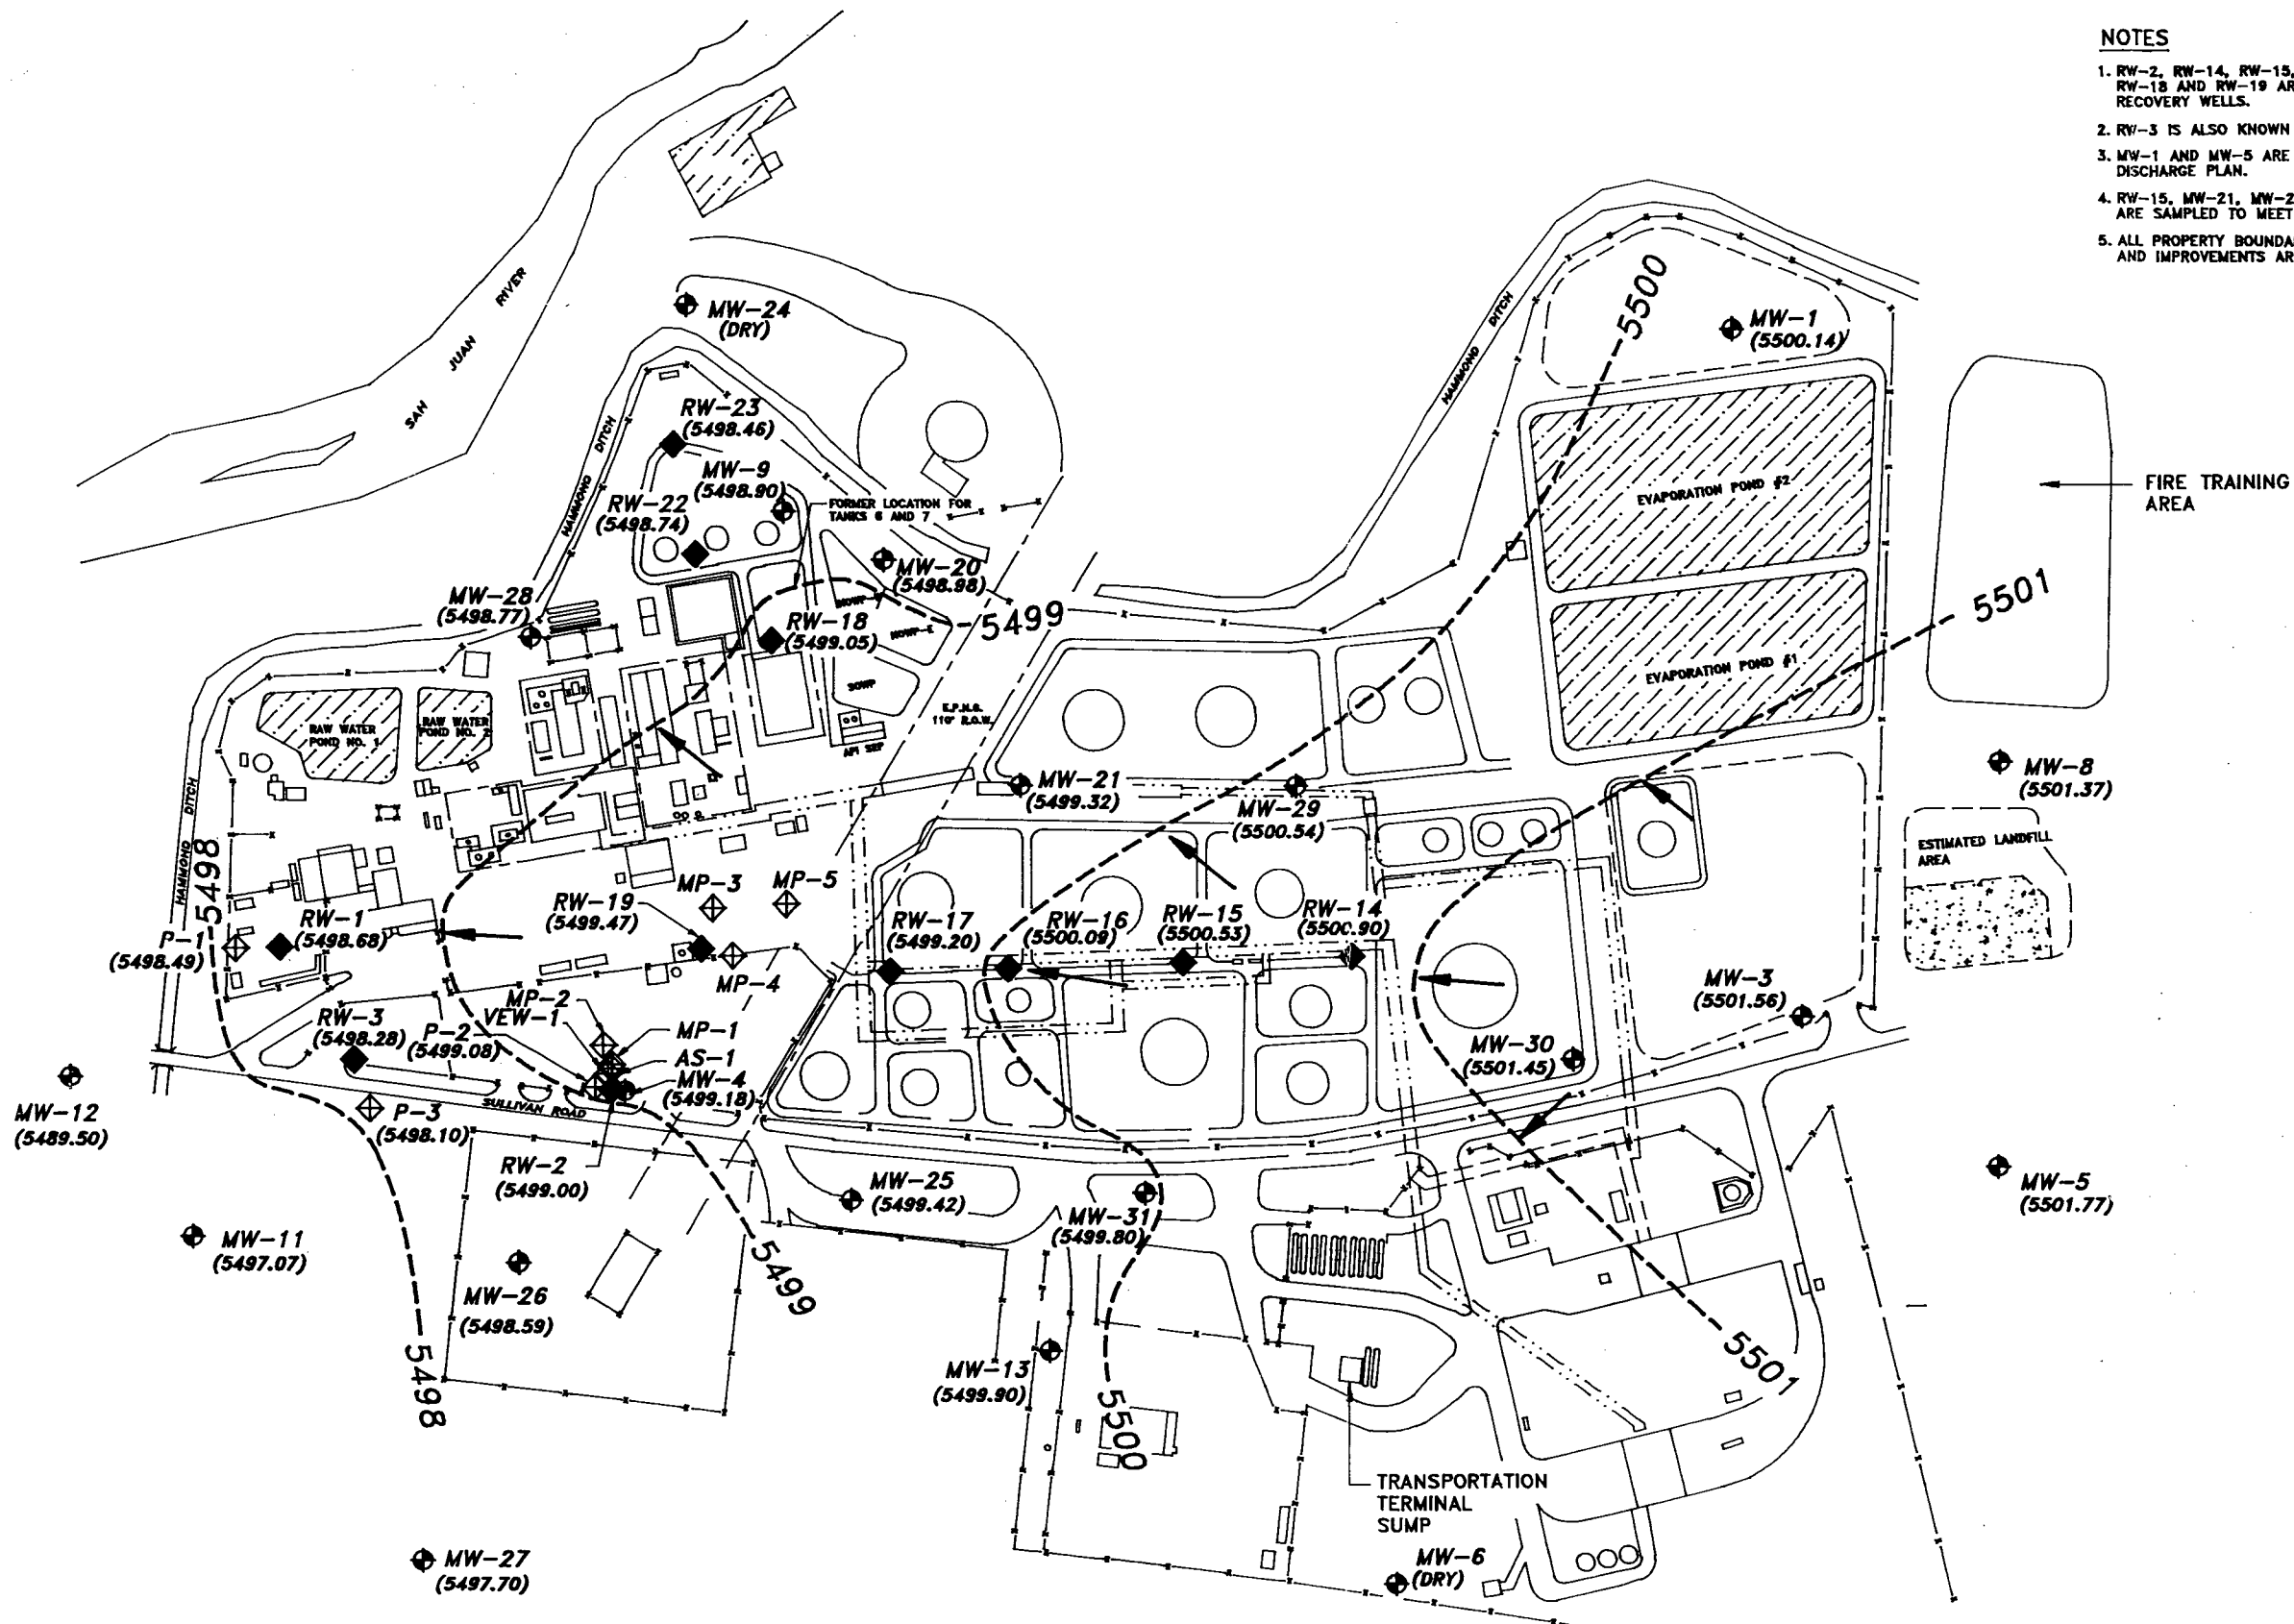 NOTES
1. RW-2, RW-14, RW-15,
RW-18 AND RW-19 AR
RECOVERY WELLS.
2. RW-3 IS ALSO KNOWN
3. MW-1 AND MW-5 ARE
DISCHARGE PLAN.
4. RW-15, MW-21, MW-2
ARE SAMPLED TO MEET
5. ALL PROPERTY BOUNDA
AND IMPROVEMENTS AR
SAN JUAN RIVER
HAMMOND DITCH
5500
MW-1
(5500.14)
MW-24
(DRY)
RW-23
(5498.46)
HAMMOND DITCH
MW-9
(5498.90)
FORMER LOCATION FOR
TANKS 6 AND 7
RW-22
(5498.74)
EVAPORATION POND #2
FIRE TRAINING
AREA
MW-20
(5498.98)
MW-28
(5498.77)
5499
5501
RW-18
(5499.05)
NOWP
SOWP
EVAPORATION POND #1
RAW WATER
POND NO. 1
RAW WATER
POND NO. 2
E.P.N.G.
110' R.O.W.
API SEP
MW-21
(5499.32)
MW-29
(5500.54)
MW-8
(5501.37)
HAMMOND DITCH
5498
ESTIMATED LANDFILL
AREA
MP-3
MP-5
RW-19
(5499.47)
RW-1
(5498.68)
P-1
(5498.49)
RW-17
(5499.20)
RW-16
(5500.09)
RW-15
(5500.53)
RW-14
(5500.90)
MP-4
MW-3
(5501.56)
MP-2
VEW-1
RW-3
(5498.28)
P-2
(5499.08)
MP-1
AS-1
MW-4
(5499.18)
MW-30
(5501.45)
MW-12
(5489.50)
P-3
(5498.10)
SULLIVAN ROAD
RW-2
(5499.00)
MW-25
(5499.42)
MW-31
(5499.80)
MW-5
(5501.77)
MW-11
(5497.07)
MW-26
(5498.59)
5499
5498
MW-13
(5499.90)
5500
5501
TRANSPORTATION
TERMINAL
SUMP
MW-27
(5497.70)
MW-6
(DRY)